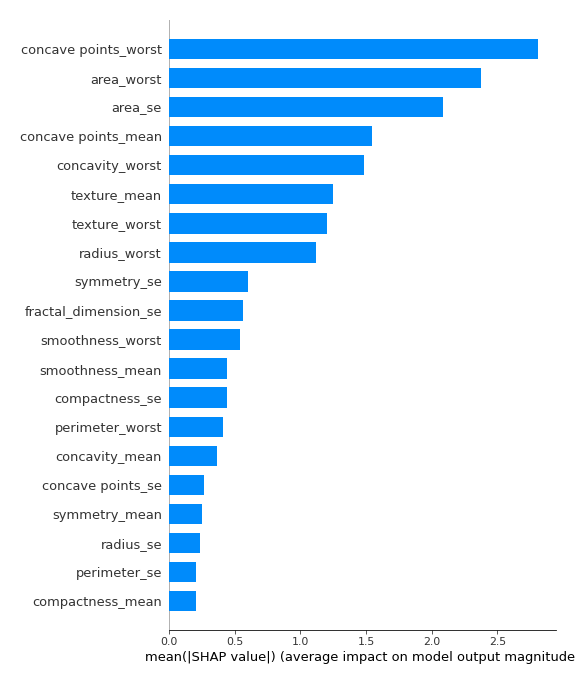 concave points_worst
area_worst
area_se
concave points_mean
concavity_worst
texture_mean
texture_worst
radius_worst
symmetry_se
fractal_dimension_se
smoothness_worst
smoothness_mean
compactness_se
perimeter_worst
concavity_mean
concave points_se
symmetry_mean
radius_se
perimeter_se
compactness_mean
0.0 0.5 1.0 1.5 2.0 2.5
mean(|SHAP value|) (average impact on model output magnitude